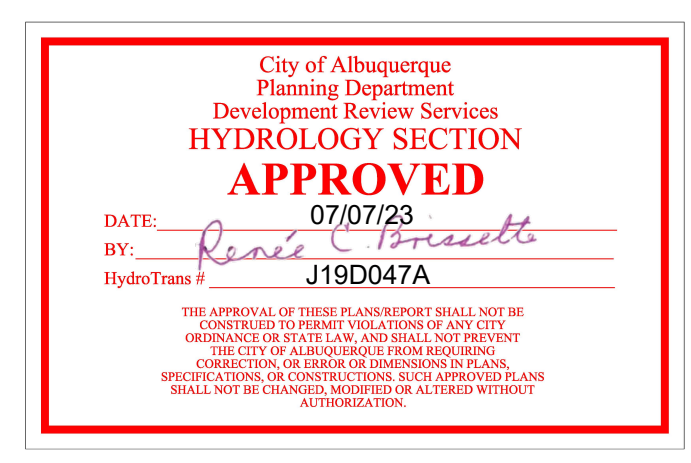 City of Albuquerque
Planning Department
Development Review Services
HYDROLOGY SECTION
APPROVED
DATE: 07/07/23
BY: Renée C. Brissette
HydroTrans # J19D047A
THE APPROVAL OF THESE PLANS/REPORT SHALL NOT BE
CONSTRUED TO PERMIT VIOLATIONS OF ANY CITY
ORDINANCE OR STATE LAW, AND SHALL NOT PREVENT
THE CITY OF ALBUQUERQUE FROM REQUIRING
CORRECTION, OR ERROR OR DIMENSIONS IN PLANS,
SPECIFICATIONS, OR CONSTRUCTIONS. SUCH APPROVED PLANS
SHALL NOT BE CHANGED, MODIFIED OR ALTERED WITHOUT
AUTHORIZATION.